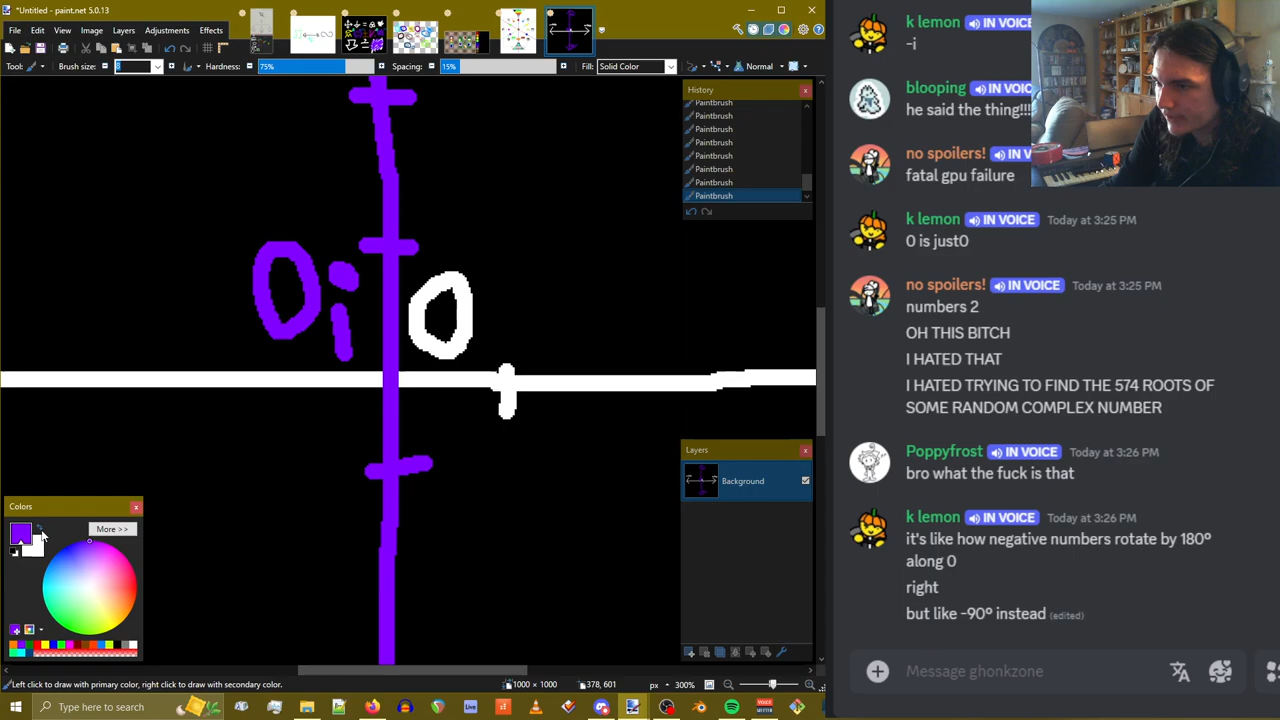 *Untitled - paint.net 5.0.13
File Edit View Image Layers Adjustments Effects
Tool: Brush size: 8 Hardness: 75% Spacing: 15% Fill: Solid Color Normal
History
Paintbrush
Paintbrush
Paintbrush
Paintbrush
Paintbrush
Paintbrush
Paintbrush
Paintbrush
0i 0
Layers
Background
Colors
More >>
Left click to draw with primary color, right click to draw with secondary color.
1000 × 1000 378, 601 px 300%
Type here to search
Live
k lemon IN VOICE
-i
blooping IN VOICE
he said the thing!!!
no spoilers! IN VOICE
fatal gpu failure
k lemon IN VOICE Today at 3:25 PM
0 is just0
no spoilers! IN VOICE Today at 3:25 PM
numbers 2
OH THIS BITCH
I HATED THAT
I HATED TRYING TO FIND THE 574 ROOTS OF
SOME RANDOM COMPLEX NUMBER
Poppyfrost IN VOICE Today at 3:26 PM
bro what the fuck is that
k lemon IN VOICE Today at 3:26 PM
it's like how negative numbers rotate by 180º
along 0
right
but like -90º instead (edited)
Message ghonkzone